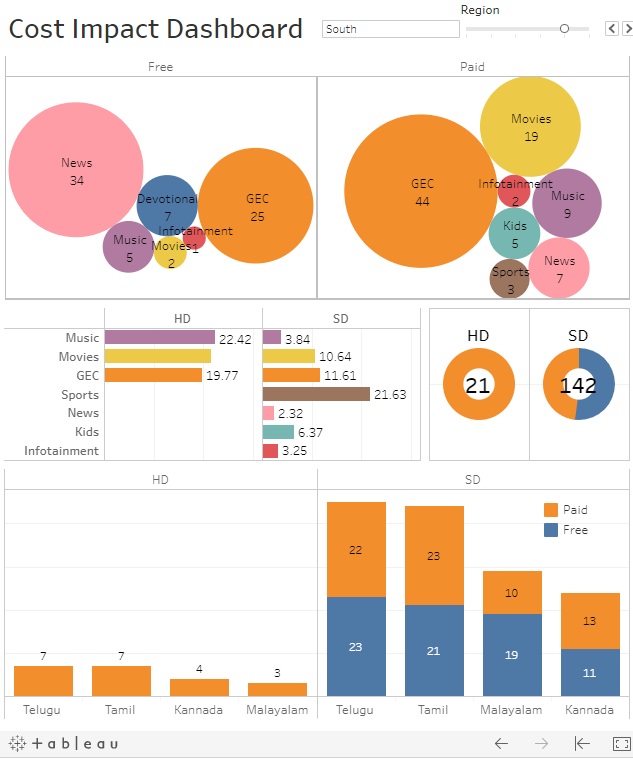 Region
Cost Impact Dashboard
South
Free
Paid
News
34
Devotional
7
GEC
25
Infotainment
1
Music
5
Movies
2
Movies
19
GEC
44
Infotainment
2
Music
9
Kids
5
News
7
Sports
3
HD
SD
Music
22.42
3.84
Movies
10.64
GEC
19.77
11.61
Sports
21.63
News
2.32
Kids
6.37
Infotainment
3.25
HD
21
SD
142
HD
SD
Paid
Free
7
7
4
3
22
23
10
13
23
21
19
11
Telugu
Tamil
Kannada
Malayalam
Telugu
Tamil
Malayalam
Kannada
+ a b l e a u